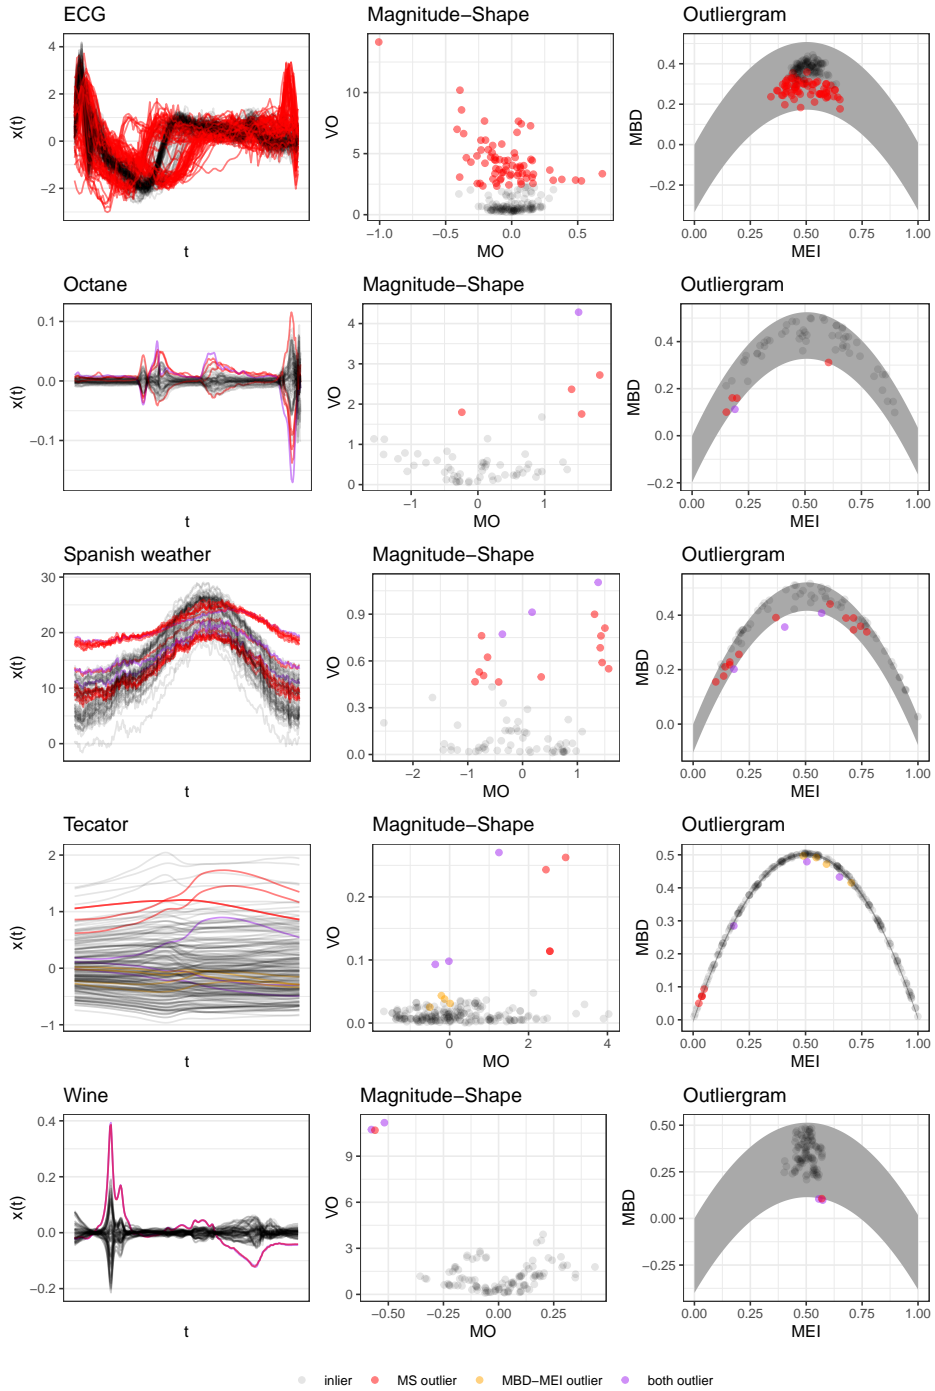 ECG
Magnitude−Shape
Outliergram
4
2
0
−2
x(t)
t
10
5
0
VO
−1.0
−0.5
0.0
0.5
MO
0.4
0.2
0.0
−0.2
MBD
0.00
0.25
0.50
0.75
1.00
MEI
Octane
Magnitude−Shape
Outliergram
0.1
0.0
−0.1
x(t)
t
4
3
2
1
0
VO
−1
0
1
MO
0.4
0.2
0.0
−0.2
MBD
0.00
0.25
0.50
0.75
1.00
MEI
Spanish weather
Magnitude−Shape
Outliergram
30
20
10
0
x(t)
t
0.9
0.6
0.3
0.0
VO
−2
−1
0
1
MO
0.4
0.2
0.0
MBD
0.00
0.25
0.50
0.75
1.00
MEI
Tecator
Magnitude−Shape
Outliergram
2
1
0
−1
x(t)
t
0.2
0.1
0.0
VO
0
2
4
MO
0.5
0.4
0.3
0.2
0.1
0.0
MBD
0.00
0.25
0.50
0.75
1.00
MEI
Wine
Magnitude−Shape
Outliergram
0.4
0.2
0.0
−0.2
x(t)
t
9
6
3
0
VO
−0.50
−0.25
0.00
0.25
MO
0.50
0.25
0.00
−0.25
MBD
0.00
0.25
0.50
0.75
1.00
MEI
inlier
MS outlier
MBD−MEI outlier
both outlier